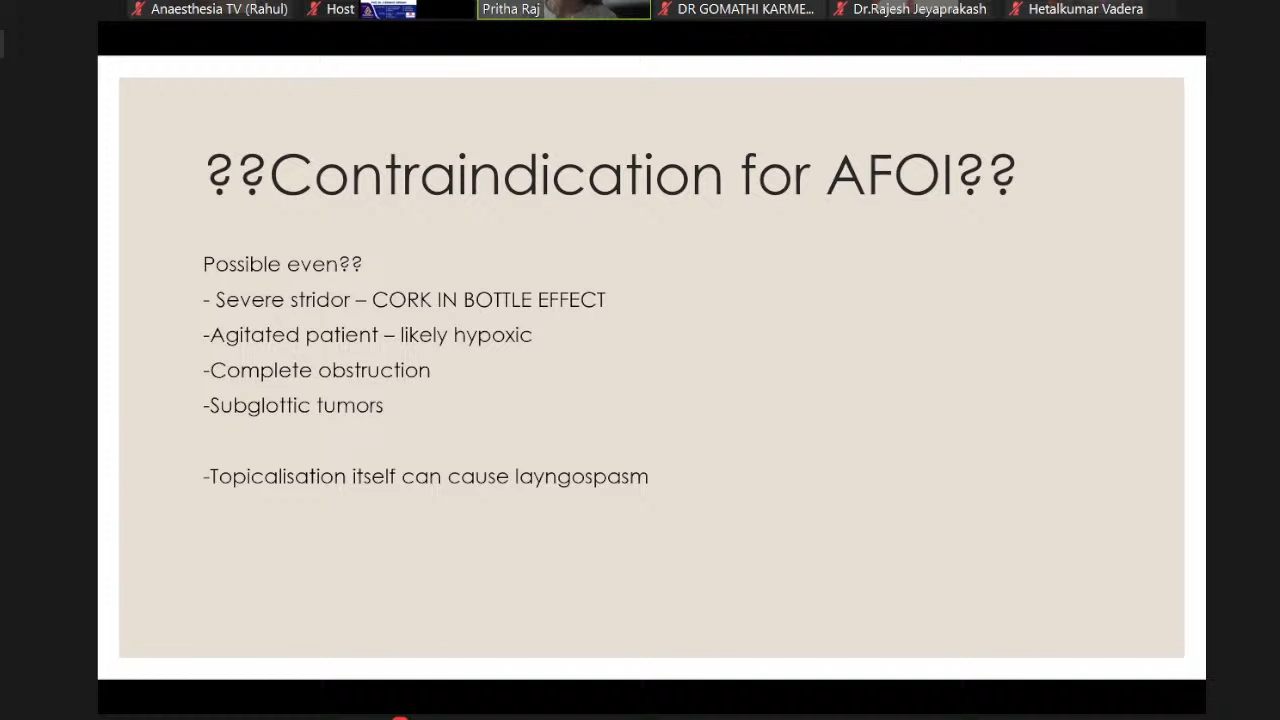 Anaesthesia TV (Rahul) Host Pritha Raj DR GOMATHI KARME... Dr.Rajesh Jeyaprakash Hetalkumar Vadera
??Contraindication for AFOI??
Possible even??
- Severe stridor – CORK IN BOTTLE EFFECT
-Agitated patient – likely hypoxic
-Complete obstruction
-Subglottic tumors
-Topicalisation itself can cause layngospasm